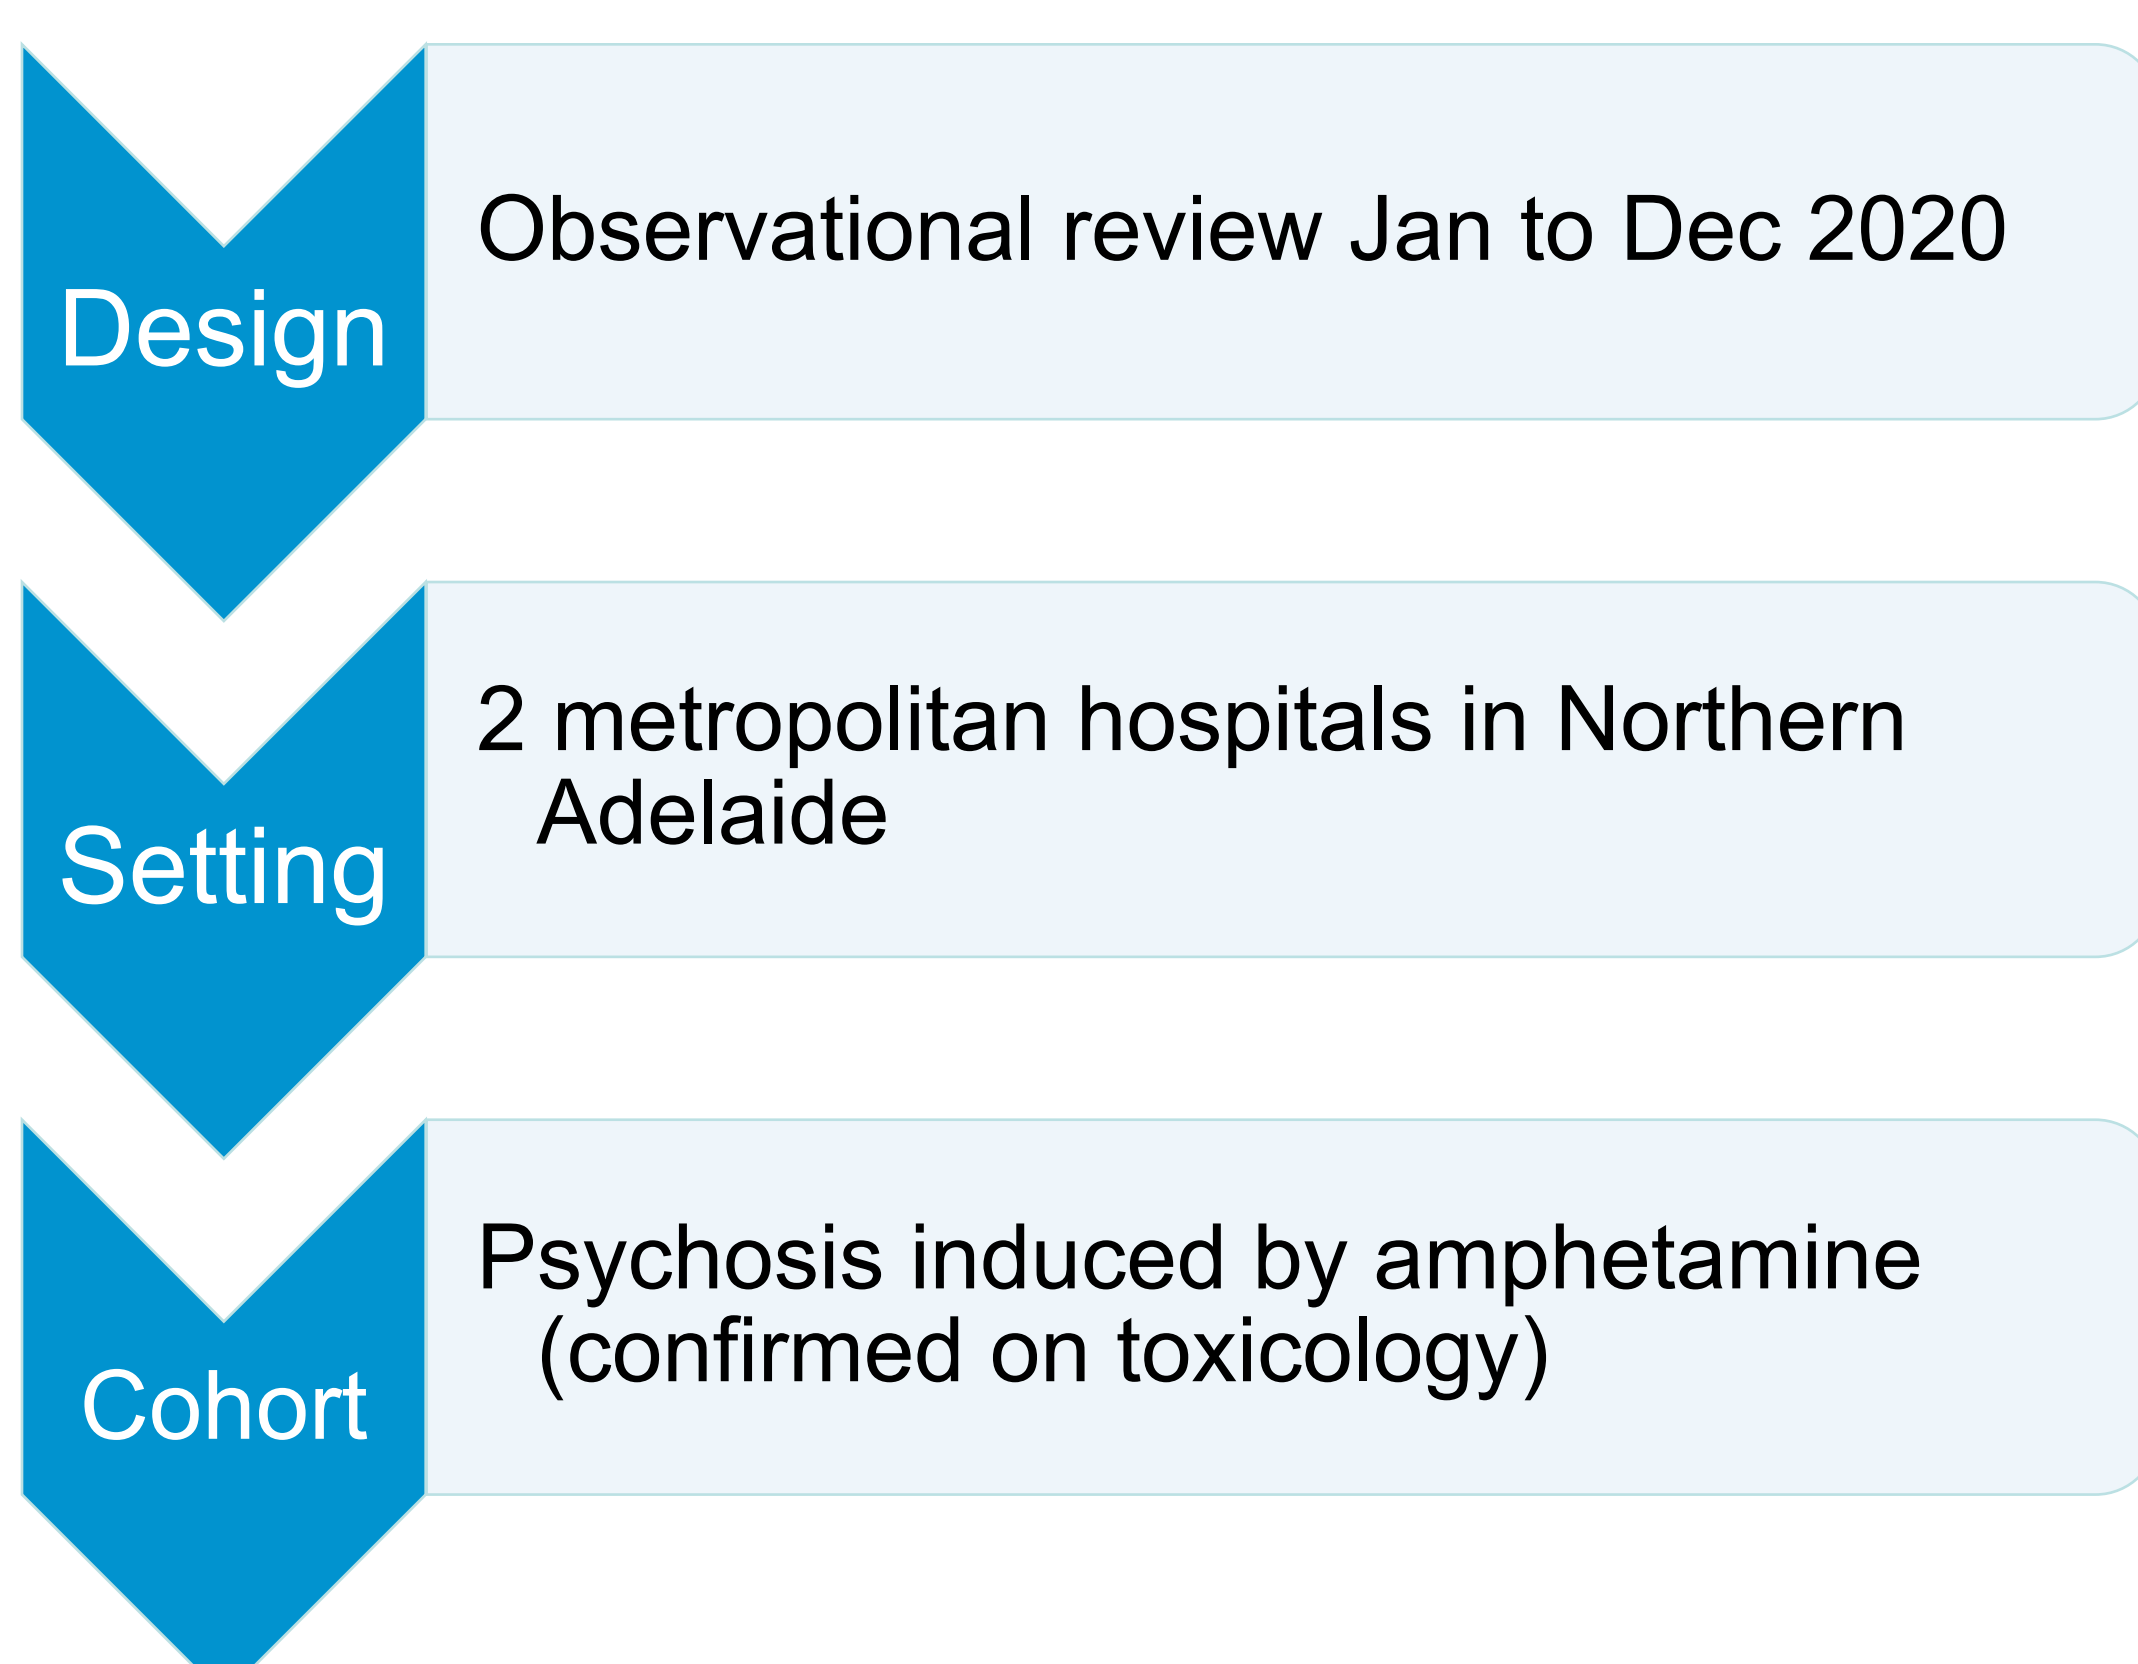 Design
Observational review Jan to Dec 2020
Setting
2 metropolitan hospitals in Northern
Adelaide
Cohort
Psychosis induced by amphetamine
(confirmed on toxicology)